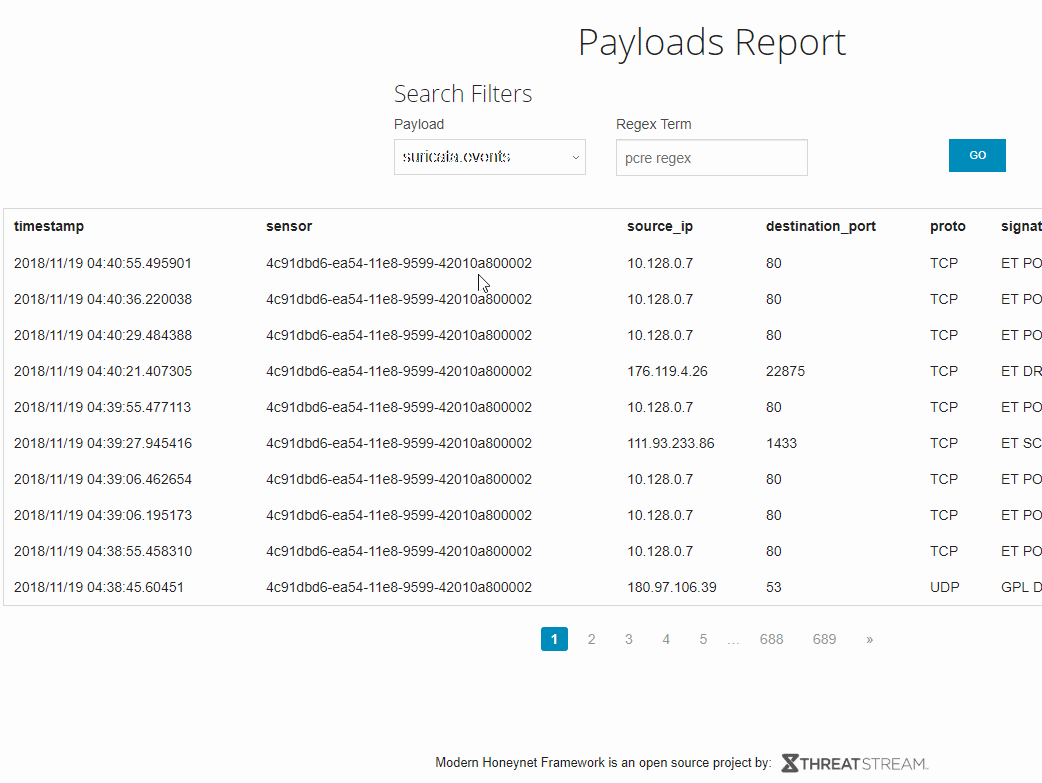 Payloads Report
Search Filters
Payload Regex Term
suricata.events pcre regex GO
timestamp sensor source_ip destination_port proto signat
2018/11/19 04:40:55.495901 4c91dbd6-ea54-11e8-9599-42010a800002 10.128.0.7 80 TCP ET PO
2018/11/19 04:40:36.220038 4c91dbd6-ea54-11e8-9599-42010a800002 10.128.0.7 80 TCP ET PO
2018/11/19 04:40:29.484388 4c91dbd6-ea54-11e8-9599-42010a800002 10.128.0.7 80 TCP ET PO
2018/11/19 04:40:21.407305 4c91dbd6-ea54-11e8-9599-42010a800002 176.119.4.26 22875 TCP ET DR
2018/11/19 04:39:55.477113 4c91dbd6-ea54-11e8-9599-42010a800002 10.128.0.7 80 TCP ET PO
2018/11/19 04:39:27.945416 4c91dbd6-ea54-11e8-9599-42010a800002 111.93.233.86 1433 TCP ET SC
2018/11/19 04:39:06.462654 4c91dbd6-ea54-11e8-9599-42010a800002 10.128.0.7 80 TCP ET PO
2018/11/19 04:39:06.195173 4c91dbd6-ea54-11e8-9599-42010a800002 10.128.0.7 80 TCP ET PO
2018/11/19 04:38:55.458310 4c91dbd6-ea54-11e8-9599-42010a800002 10.128.0.7 80 TCP ET PO
2018/11/19 04:38:45.60451 4c91dbd6-ea54-11e8-9599-42010a800002 180.97.106.39 53 UDP GPL D
1 2 3 4 5 … 688 689 »
Modern Honeynet Framework is an open source project by: THREATSTREAM